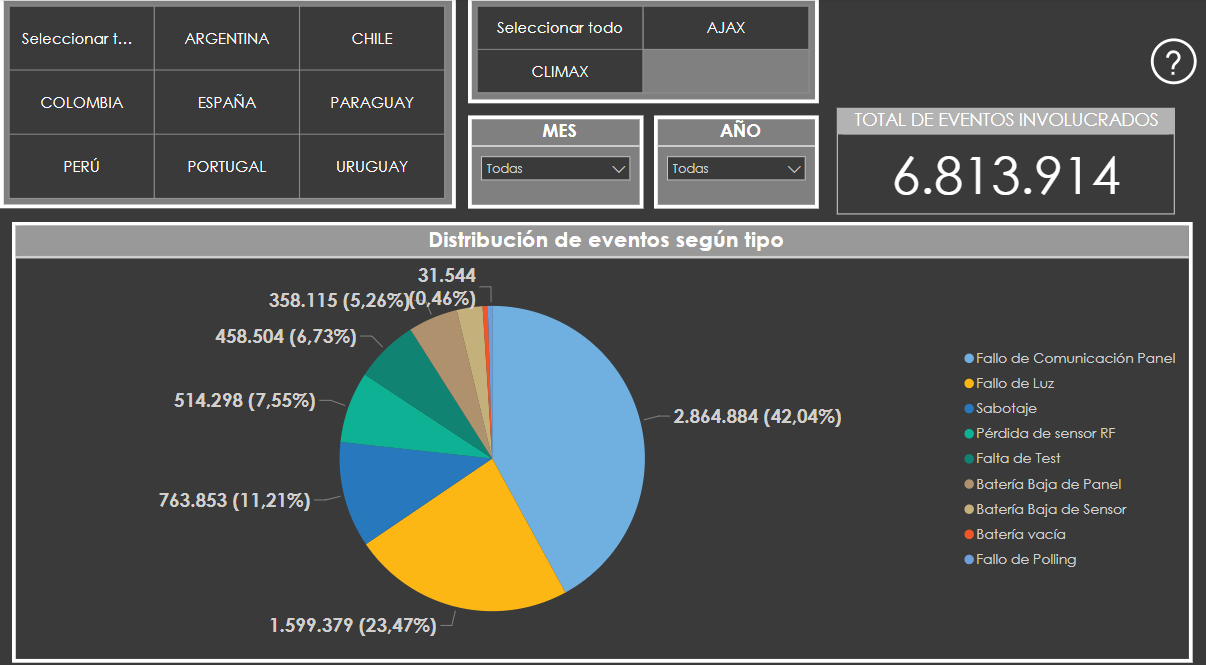 Seleccionar t...
ARGENTINA
CHILE
COLOMBIA
ESPAÑA
PARAGUAY
PERÚ
PORTUGAL
URUGUAY
Seleccionar todo
AJAX
CLIMAX
MES
Todas
AÑO
Todas
?
TOTAL DE EVENTOS INVOLUCRADOS
6.813.914
Distribución de eventos según tipo
31.544
(0,46%)
358.115 (5,26%)
458.504 (6,73%)
514.298 (7,55%)
763.853 (11,21%)
1.599.379 (23,47%)
2.864.884 (42,04%)
Fallo de Comunicación Panel
Fallo de Luz
Sabotaje
Pérdida de sensor RF
Falta de Test
Batería Baja de Panel
Batería Baja de Sensor
Batería vacía
Fallo de Polling